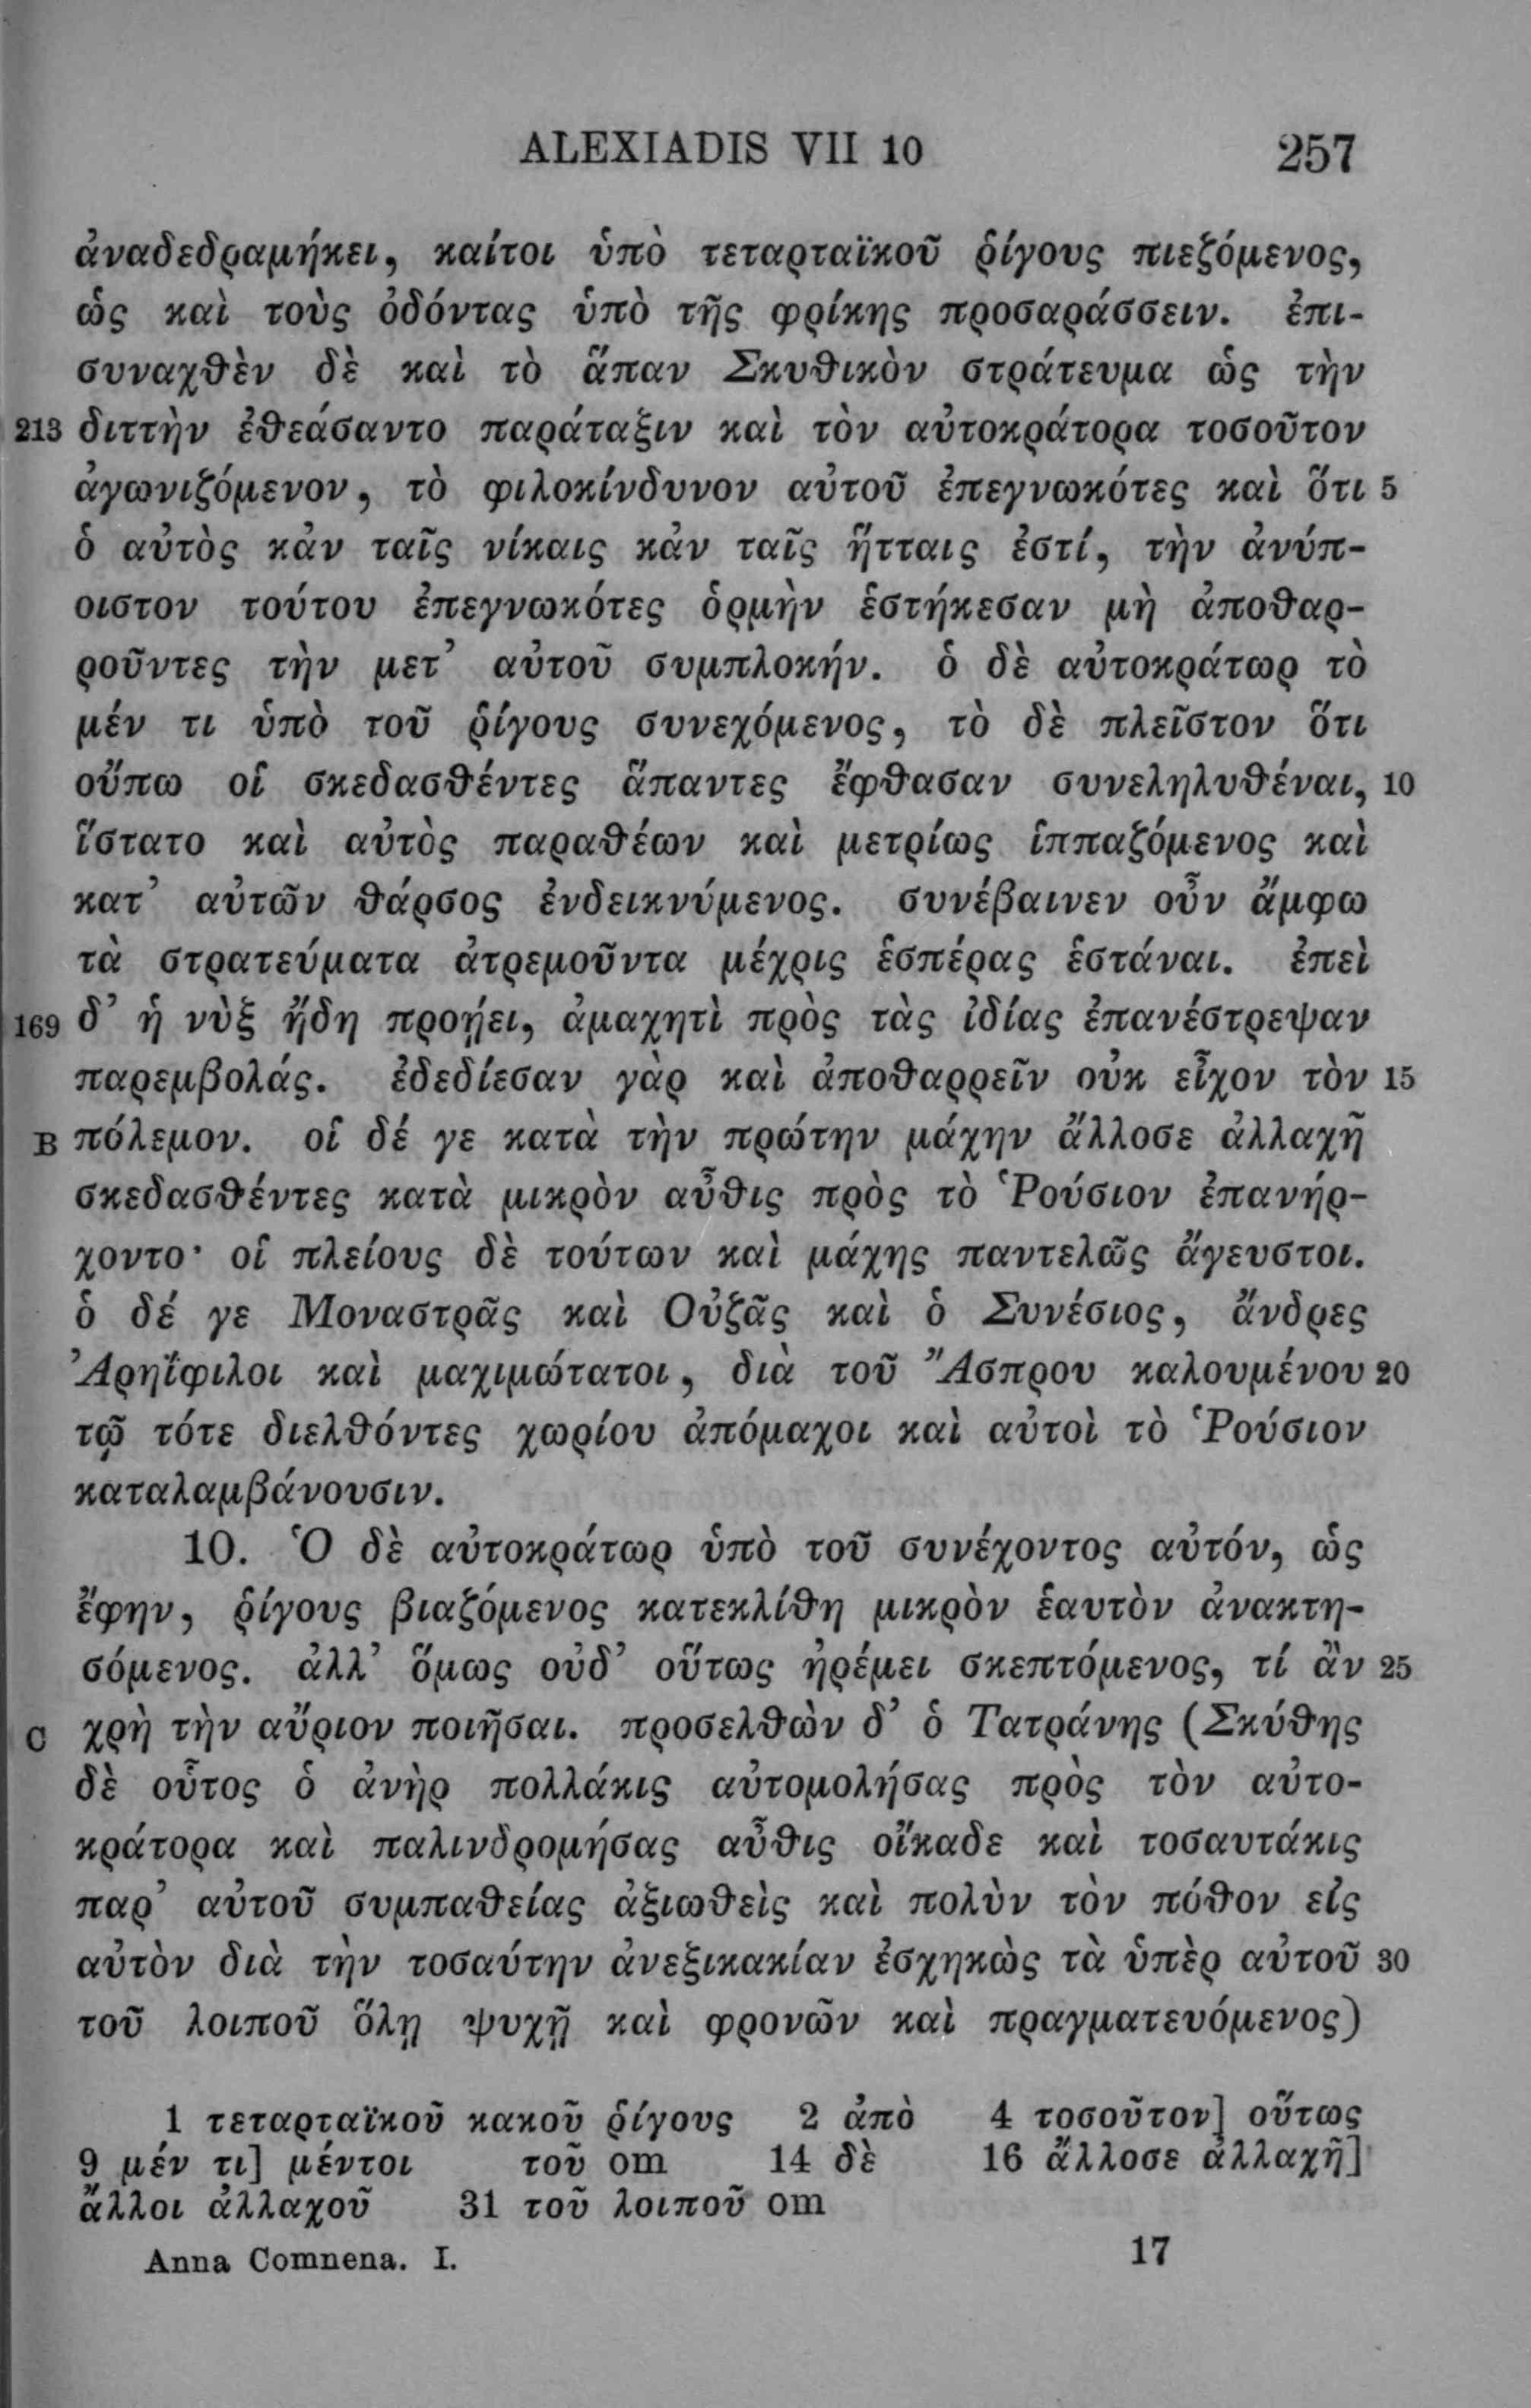 ALEXIADIS VII 10 257
ἀναδεδραμήκει, καίτοι ὑπὸ τεταρταϊκοῦ ῥίγους πιεζόμενος,
ὡς καὶ τοὺς ὀδόντας ὑπὸ τῆς φρίκης προσαράσσειν. ἐπι-
συναχθὲν δὲ καὶ τὸ ἅπαν Σκυθικὸν στράτευμα ὡς τὴν
213 διττὴν ἐθεάσαντο παράταξιν καὶ τὸν αὐτοκράτορα τοσοῦτον
ἀγωνιζόμενον, τὸ φιλοκίνδυνον αὐτοῦ ἐπεγνωκότες καὶ ὅτι 5
ὁ αὐτὸς κἀν ταῖς νίκαις κἀν ταῖς ἥτταις ἐστί, τὴν ἀνύπ-
οιστον τούτου ἐπεγνωκότες ὁρμὴν ἑστήκεσαν μὴ ἀποθαρ-
ροῦντες τὴν μετ’ αὐτοῦ συμπλοκήν. ὁ δὲ αὐτοκράτωρ τὸ
μέν τι ὑπὸ τοῦ ῥίγους συνεχόμενος, τὸ δὲ πλεῖστον ὅτι
οὔπω οἱ σκεδασθέντες ἅπαντες ἔφθασαν συνεληλυθέναι, 10
ἵστατο καὶ αὐτὸς παραθέων καὶ μετρίως ἱππαζόμενος καὶ
κατ’ αὐτῶν θάρσος ἐνδεικνύμενος. συνέβαινεν οὖν ἄμφω
τὰ στρατεύματα ἀτρεμοῦντα μέχρις ἑσπέρας ἑστάναι. ἐπεὶ
169 δ’ ἡ νὺξ ἤδη προῄει, ἀμαχητὶ πρὸς τὰς ἰδίας ἐπανέστρεψαν
παρεμβολάς. ἐδεδίεσαν γὰρ καὶ ἀποθαρρεῖν οὐκ εἶχον τὸν 15
B πόλεμον. οἱ δέ γε κατὰ τὴν πρώτην μάχην ἄλλοσε ἀλλαχῆ
σκεδασθέντες κατὰ μικρὸν αὖθις πρὸς τὸ Ῥούσιον ἐπανήρ-
χοντο· οἱ πλείους δὲ τούτων καὶ μάχης παντελῶς ἄγευστοι.
ὁ δέ γε Μοναστρᾶς καὶ Οὐζᾶς καὶ ὁ Συνέσιος, ἄνδρες
Ἀρηΐφιλοι καὶ μαχιμώτατοι, διὰ τοῦ Ἄσπρου καλουμένου 20
τῷ τότε διελθόντες χωρίου ἀπόμαχοι καὶ αὐτοὶ τὸ Ῥούσιον
καταλαμβάνουσιν.
10. Ὁ δὲ αὐτοκράτωρ ὑπὸ τοῦ συνέχοντος αὐτόν, ὡς
ἔφην, ῥίγους βιαζόμενος κατεκλίθη μικρὸν ἑαυτὸν ἀνακτη-
σόμενος. ἀλλ’ ὅμως οὐδ’ οὕτως ἠρέμει σκεπτόμενος, τί ἂν 25
C χρὴ τὴν αὔριον ποιῆσαι. προσελθὼν δ’ ὁ Τατράνης (Σκύθης
δὲ οὗτος ὁ ἀνὴρ πολλάκις αὐτομολήσας πρὸς τὸν αὐτο-
κράτορα καὶ παλινδρομήσας αὖθις οἴκαδε καὶ τοσαυτάκις
παρ’ αὐτοῦ συμπαθείας ἀξιωθεὶς καὶ πολὺν τὸν πόθον εἰς
αὐτὸν διὰ τὴν τοσαύτην ἀνεξικακίαν ἐσχηκὼς τὰ ὑπὲρ αὐτοῦ 30
τοῦ λοιποῦ ὅλῃ ψυχῇ καὶ φρονῶν καὶ πραγματευόμενος)
1 τεταρταϊκοῦ κακοῦ ῥίγους 2 ἀπὸ 4 τοσοῦτον] οὕτως
9 μέν τι] μέντοι τοῦ om 14 δὲ 16 ἄλλοσε ἀλλαχῆ]
ἄλλοι ἀλλαχοῦ 31 τοῦ λοιποῦ om
Anna Comnena. I. 17